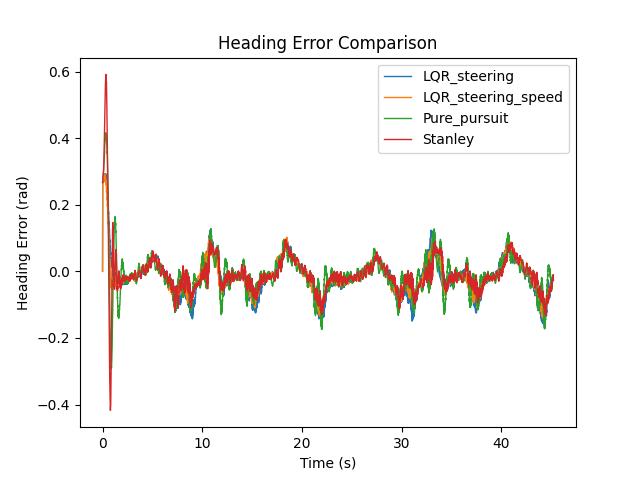 Heading Error Comparison
LQR_steering
LQR_steering_speed
Pure_pursuit
Stanley
0.6
0.4
0.2
0.0
−0.2
−0.4
Heading Error (rad)
0 10 20 30 40
Time (s)